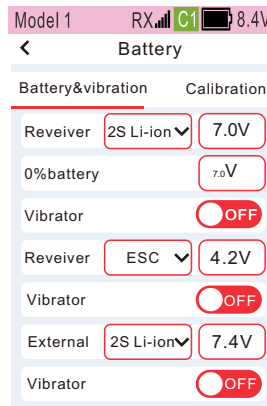 Model 1 RX C1 8.4V
Battery
Battery&vibration Calibration
Reveiver 2S Li-ion 7.0V
0%battery 7.0V
Vibrator OFF
Reveiver ESC 4.2V
Vibrator OFF
External 2S Li-ion 7.4V
Vibrator OFF